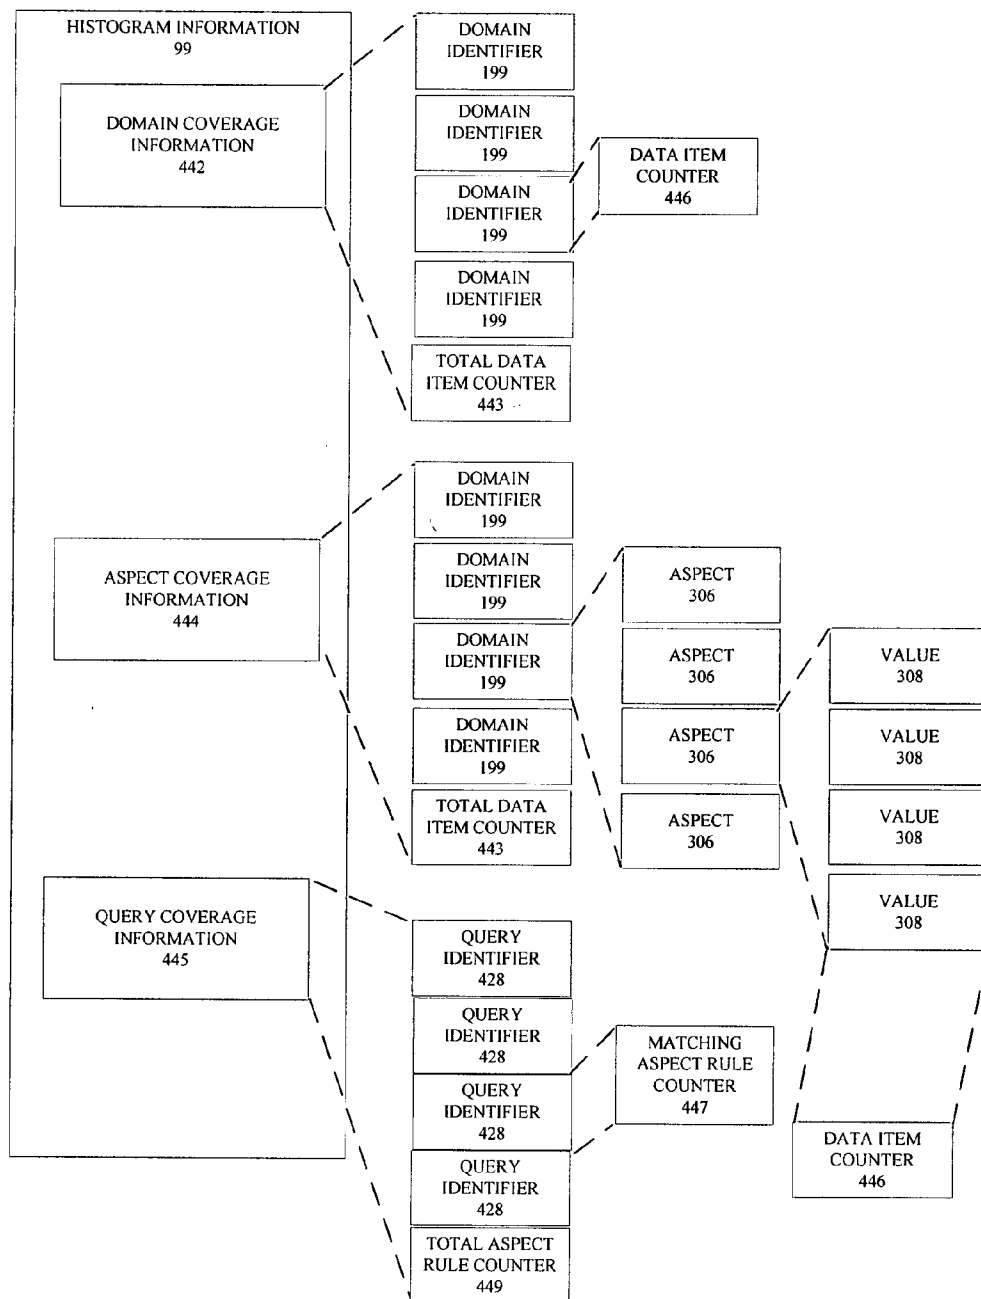 HISTOGRAM INFORMATION
99
DOMAIN COVERAGE
INFORMATION
442
DOMAIN
IDENTIFIER
199
DOMAIN
IDENTIFIER
199
DOMAIN
IDENTIFIER
199
DOMAIN
IDENTIFIER
199
TOTAL DATA
ITEM COUNTER
443
DATA ITEM
COUNTER
446
ASPECT COVERAGE
INFORMATION
444
DOMAIN
IDENTIFIER
199
DOMAIN
IDENTIFIER
199
DOMAIN
IDENTIFIER
199
DOMAIN
IDENTIFIER
199
TOTAL DATA
ITEM COUNTER
443
ASPECT
306
ASPECT
306
ASPECT
306
ASPECT
306
VALUE
308
VALUE
308
VALUE
308
VALUE
308
DATA ITEM
COUNTER
446
QUERY COVERAGE
INFORMATION
445
QUERY
IDENTIFIER
428
QUERY
IDENTIFIER
428
QUERY
IDENTIFIER
428
QUERY
IDENTIFIER
428
TOTAL ASPECT
RULE COUNTER
449
MATCHING
ASPECT RULE
COUNTER
447